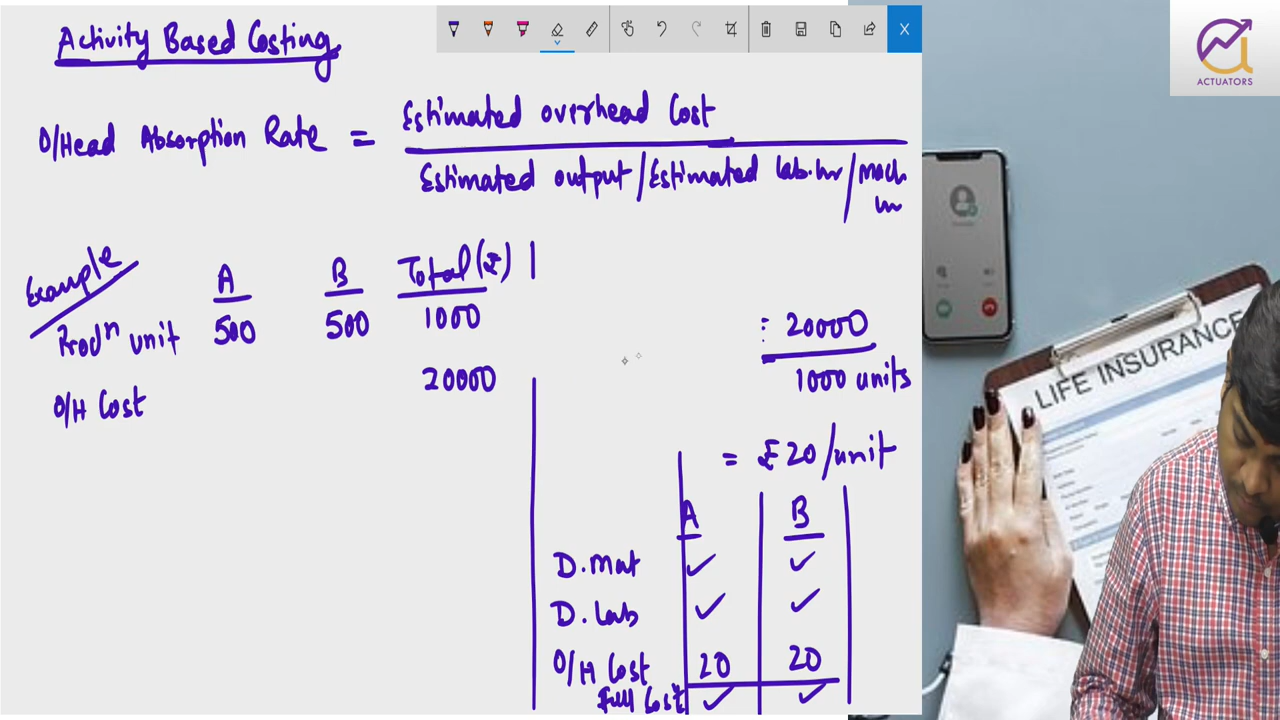 Activity Based Costing
O/Head Absorption Rate = Estimated overhead Cost
Estimated output / Estimated lab.hr / Mach. hr
Example
A B Total (₹)
Prodⁿ unit 500 500 1000
O/H Cost 20000
= 20000
1000 units
= ₹ 20/unit
A B
D. Mat ✓ ✓
D. Lab ✓ ✓
O/H Cost 20 20
Full Cost ✓ ✓
X
ACTUATORS
LIFE INSURANCE